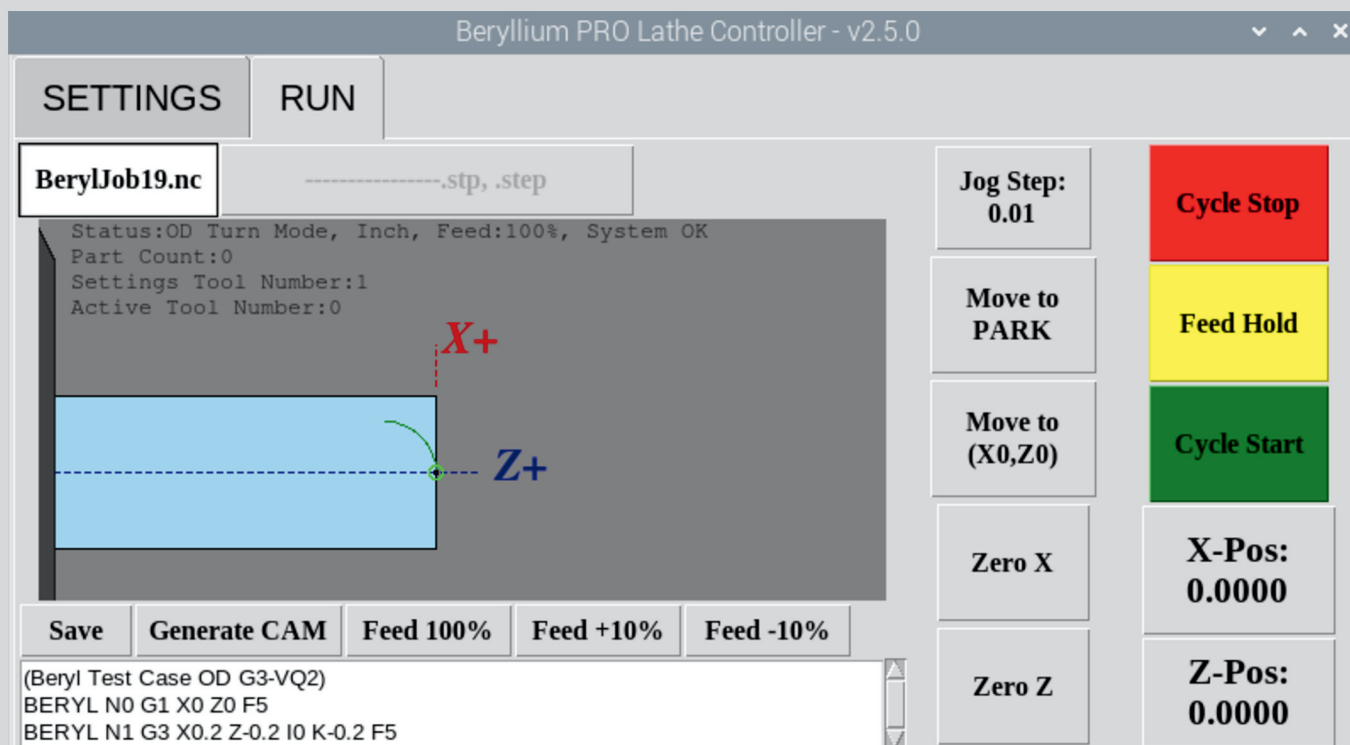 Beryllium PRO Lathe Controller - v2.5.0
SETTINGS
RUN
BerylJob19.nc
----------------.stp, .step
Status:OD Turn Mode, Inch, Feed:100%, System OK
Part Count:0
Settings Tool Number:1
Active Tool Number:0
X+
Z+
Save
Generate CAM
Feed 100%
Feed +10%
Feed -10%
(Beryl Test Case OD G3-VQ2)
BERYL N0 G1 X0 Z0 F5
BERYL N1 G3 X0.2 Z-0.2 I0 K-0.2 F5
Jog Step:
0.01
Move to
PARK
Move to
(X0,Z0)
Zero X
Zero Z
Cycle Stop
Feed Hold
Cycle Start
X-Pos:
0.0000
Z-Pos:
0.0000